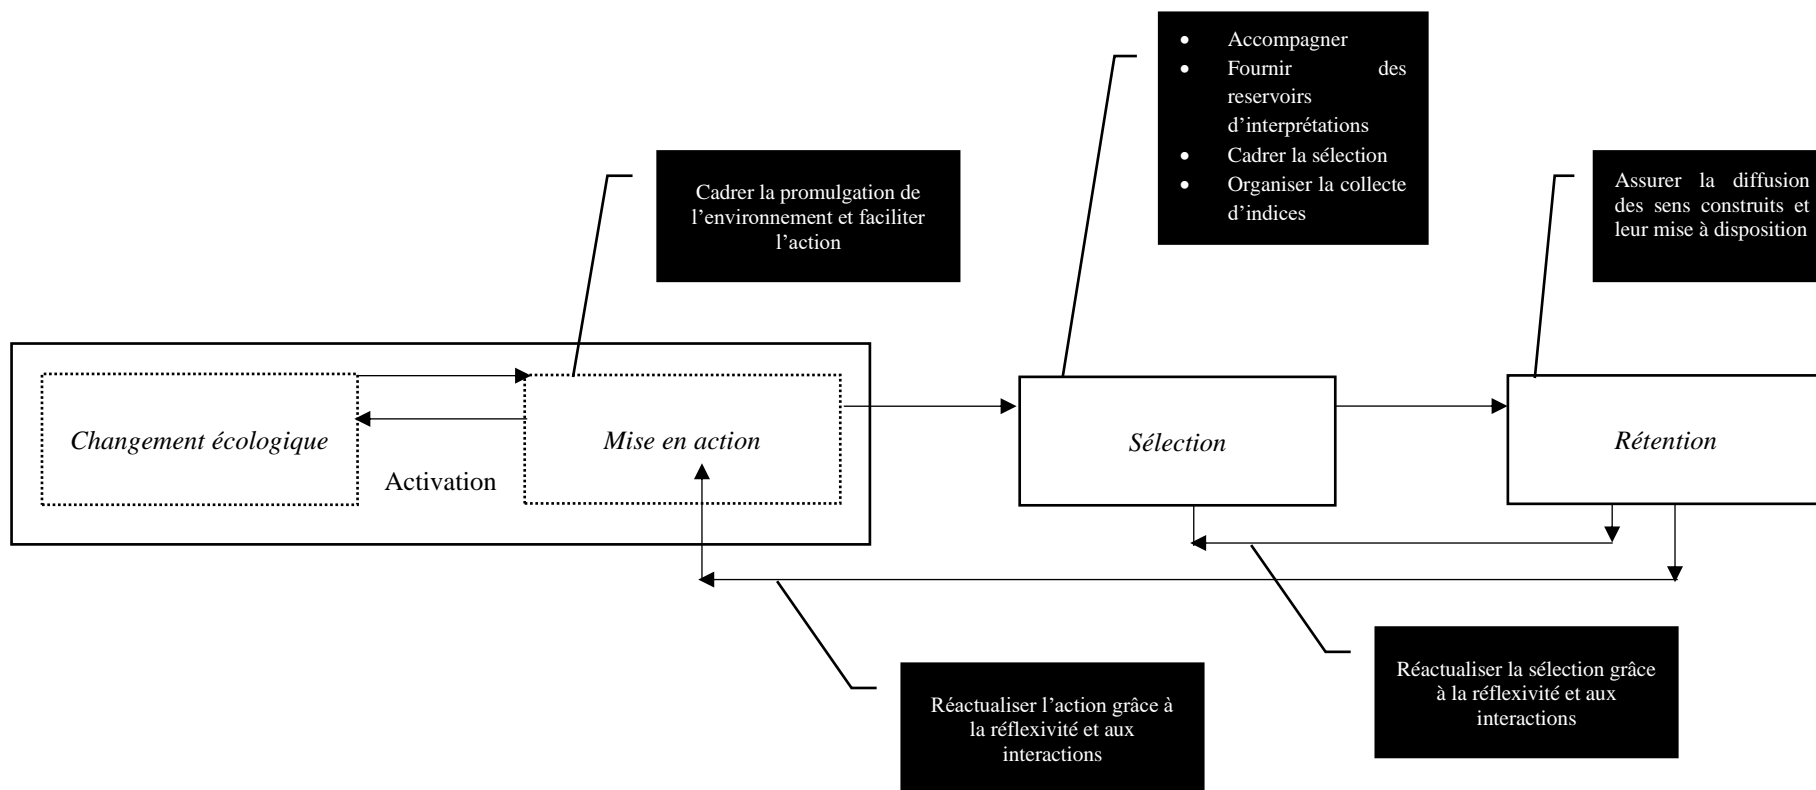 • Accompagner
• Fournir des
reservoirs
d’interprétations
• Cadrer la sélection
• Organiser la collecte
d’indices
Cadrer la promulgation de
l’environnement et faciliter
l’action
Assurer la diffusion
des sens construits et
leur mise à disposition
Changement écologique
Activation
Mise en action
Sélection
Rétention
Réactualiser l’action grâce à
la réflexivité et aux
interactions
Réactualiser la sélection grâce
à la réflexivité et aux
interactions